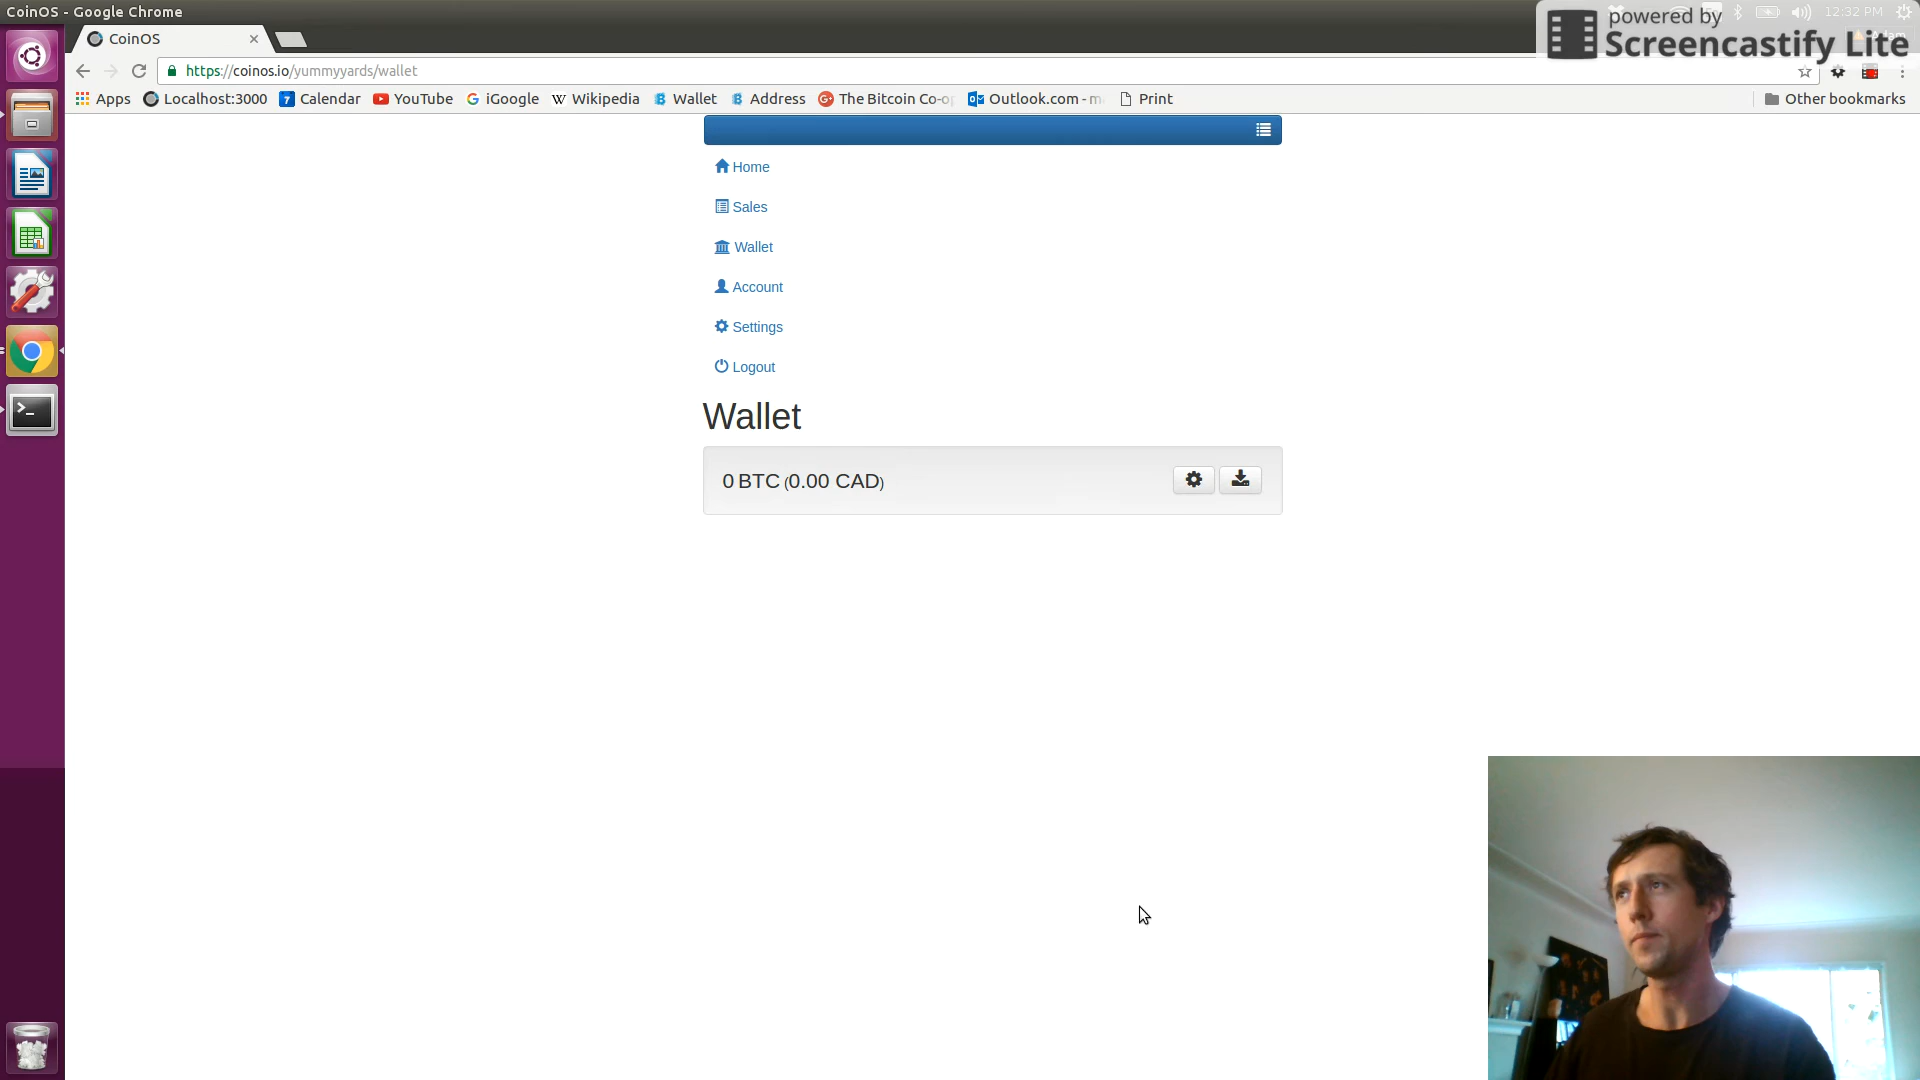 CoinOS - Google Chrome
12:32 PM
powered by
Screencastify Lite
CoinOS
https://coinos.io/yummyyards/wallet
Apps Localhost:3000 7 Calendar YouTube G iGoogle W Wikipedia Wallet Address The Bitcoin Co-op Outlook.com - m Print Other bookmarks
Home
Sales
Wallet
Account
Settings
Logout
Wallet
0 BTC (0.00 CAD)